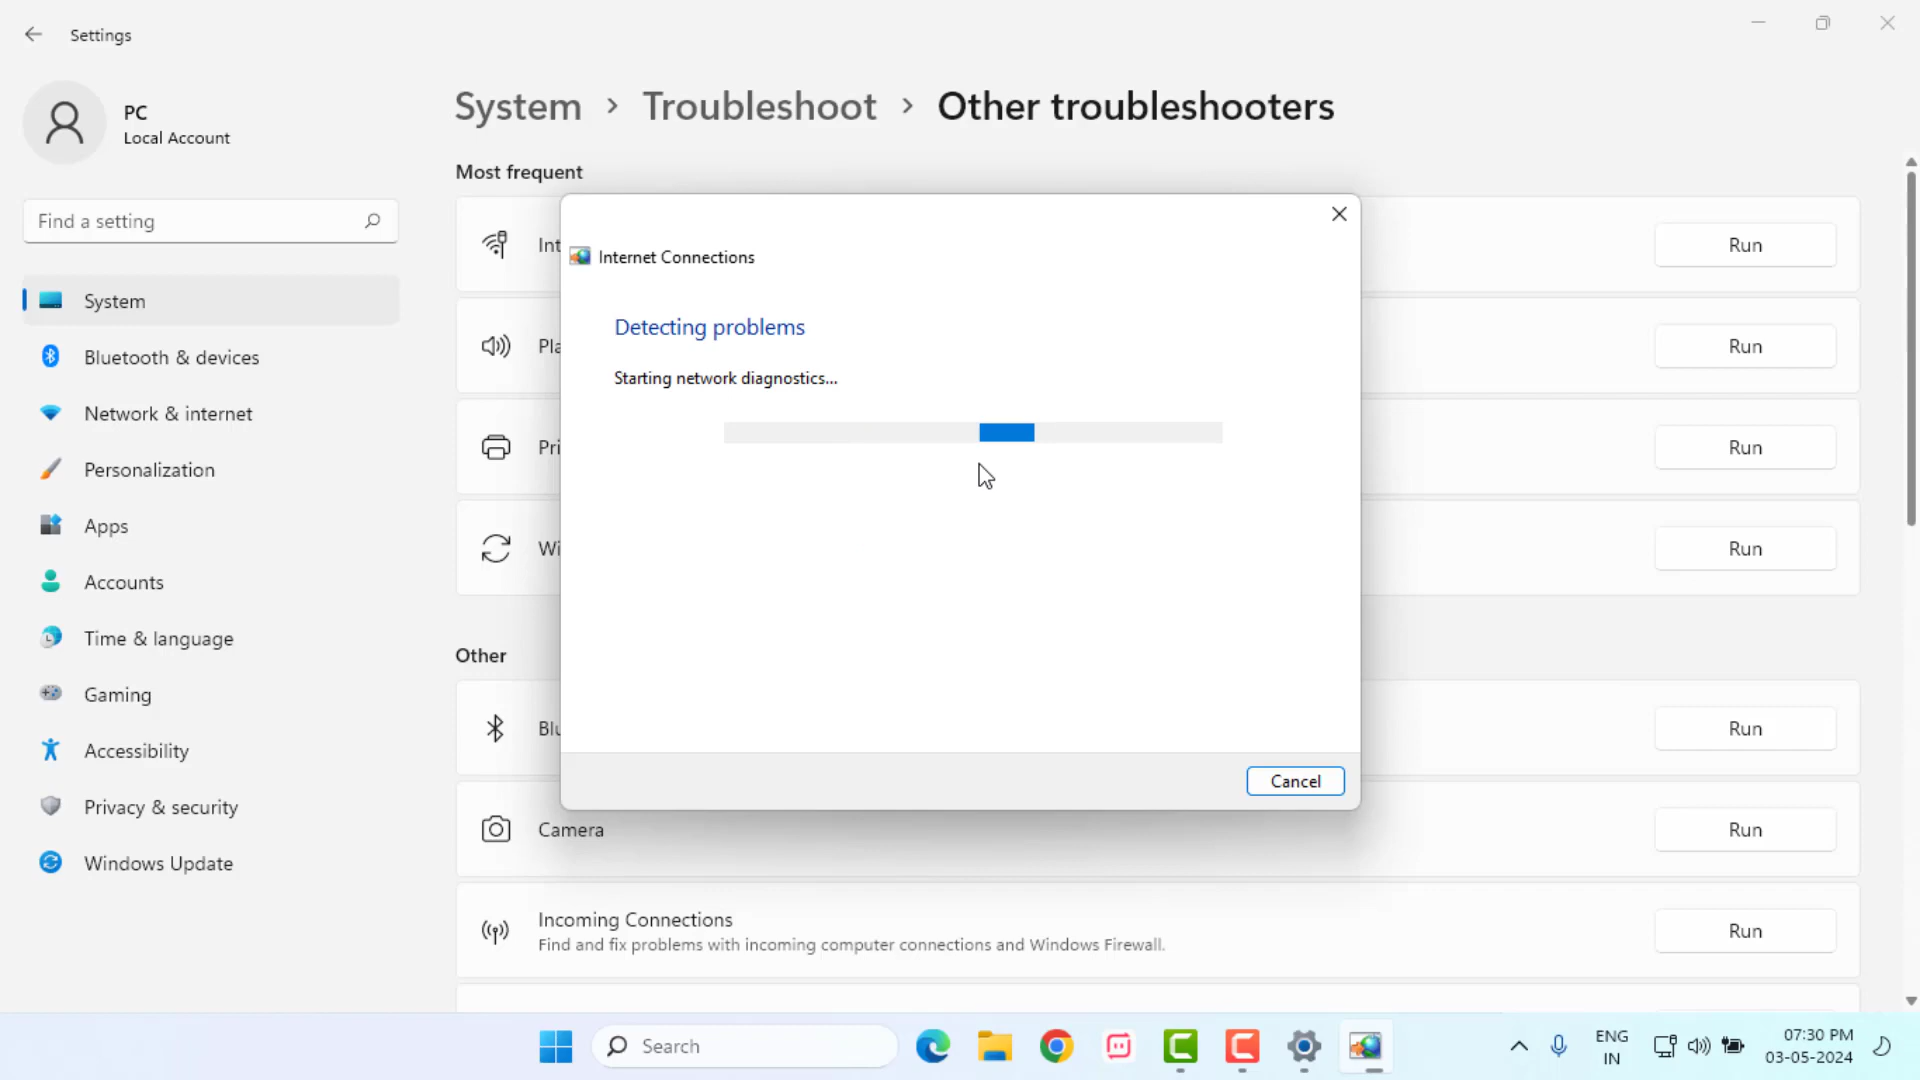 Settings
PC
Local Account
Find a setting
System
Bluetooth & devices
Network & internet
Personalization
Apps
Accounts
Time & language
Gaming
Accessibility
Privacy & security
Windows Update
System > Troubleshoot > Other troubleshooters
Most frequent
Int
Run
Pla
Run
Pri
Run
Wi
Run
Internet Connections
Detecting problems
Starting network diagnostics...
Cancel
Other
Blu
Run
Camera
Run
Incoming Connections
Find and fix problems with incoming computer connections and Windows Firewall.
Run
Search
ENG
IN
07:30 PM
03-05-2024